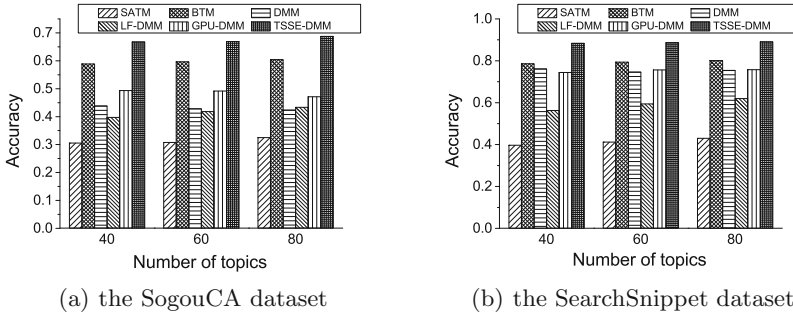 SATM BTM DMM
LF-DMM GPU-DMM TSSE-DMM
0.7
0.6
0.5
0.4
0.3
0.2
0.1
0.0
Accuracy
40 60 80
Number of topics
(a) the SogouCA dataset
SATM BTM DMM
LF-DMM GPU-DMM TSSE-DMM
1.0
0.8
0.6
0.4
0.2
0.0
Accuracy
40 60 80
Number of topics
(b) the SearchSnippet dataset